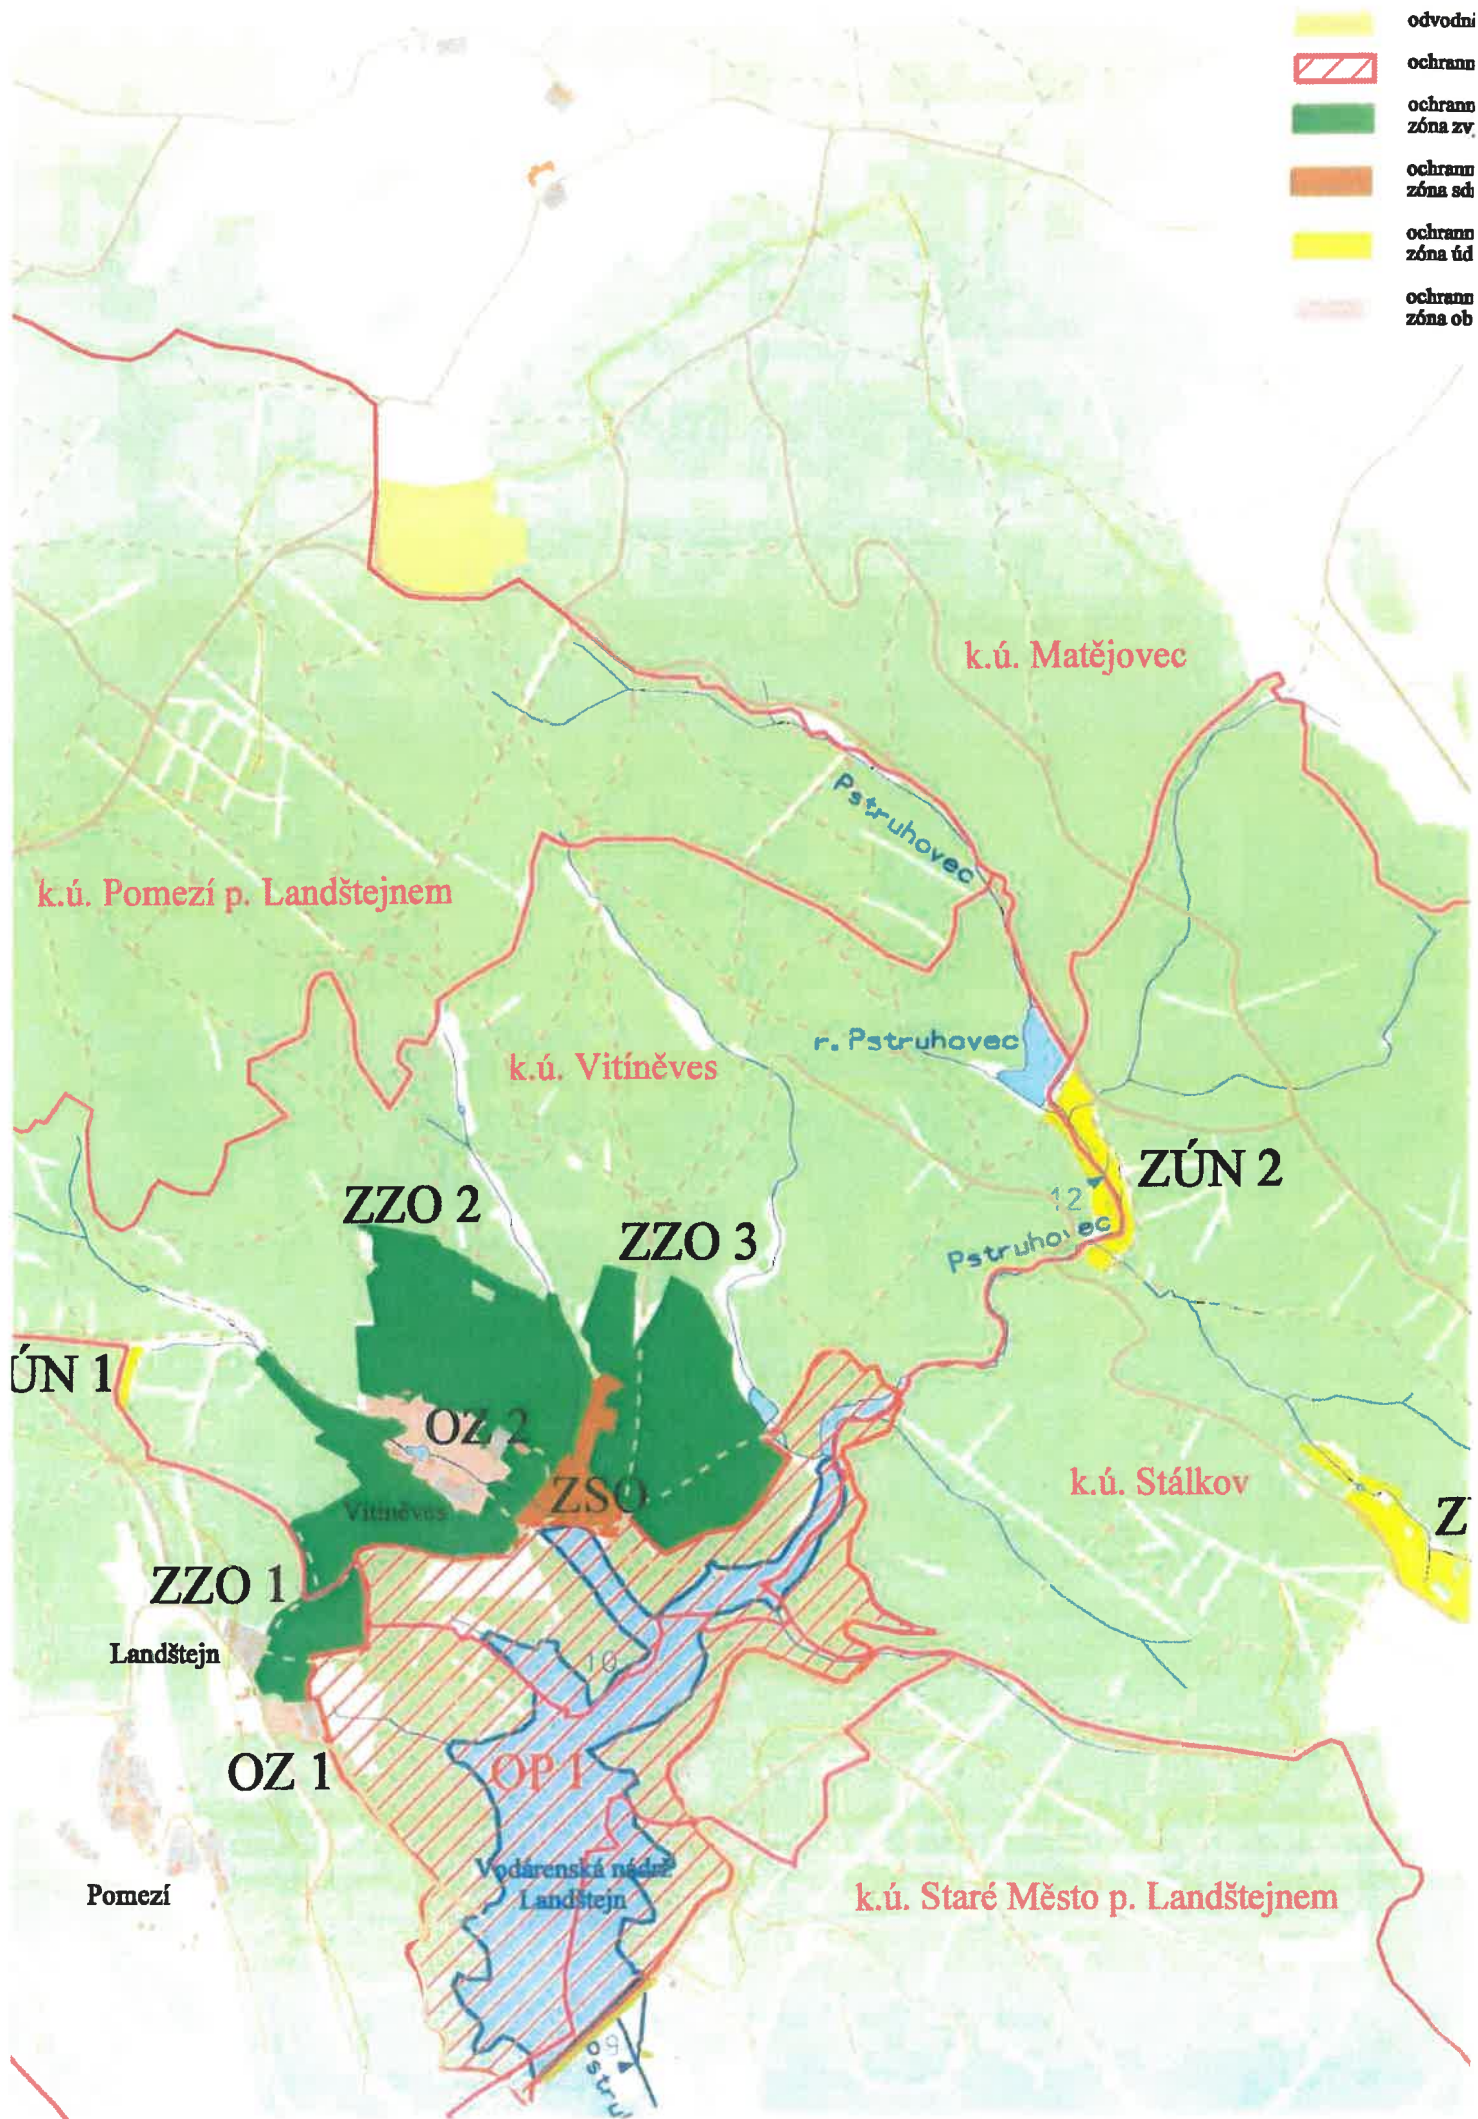 odvodn
ochrann
ochrann
zóna zv
ochrann
zóna sd
ochrann
zóna úd
ochrann
zóna ob
k.ú. Matějovec
Pstruhovec
k.ú. Pomezí p. Landštejnem
r. Pstruhovec
k.ú. Vitíněves
ZÚN 2
12
ZZO 2
Pstruhovec
ZZO 3
ÚN 1
OZ 2
k.ú. Stálkov
ZSO
Vitíněves
Z
ZZO 1
Landštejn
10
OP 1
OZ 1
Vodárenská nádrž
Landštejn
Pomezí
k.ú. Staré Město p. Landštejnem
9